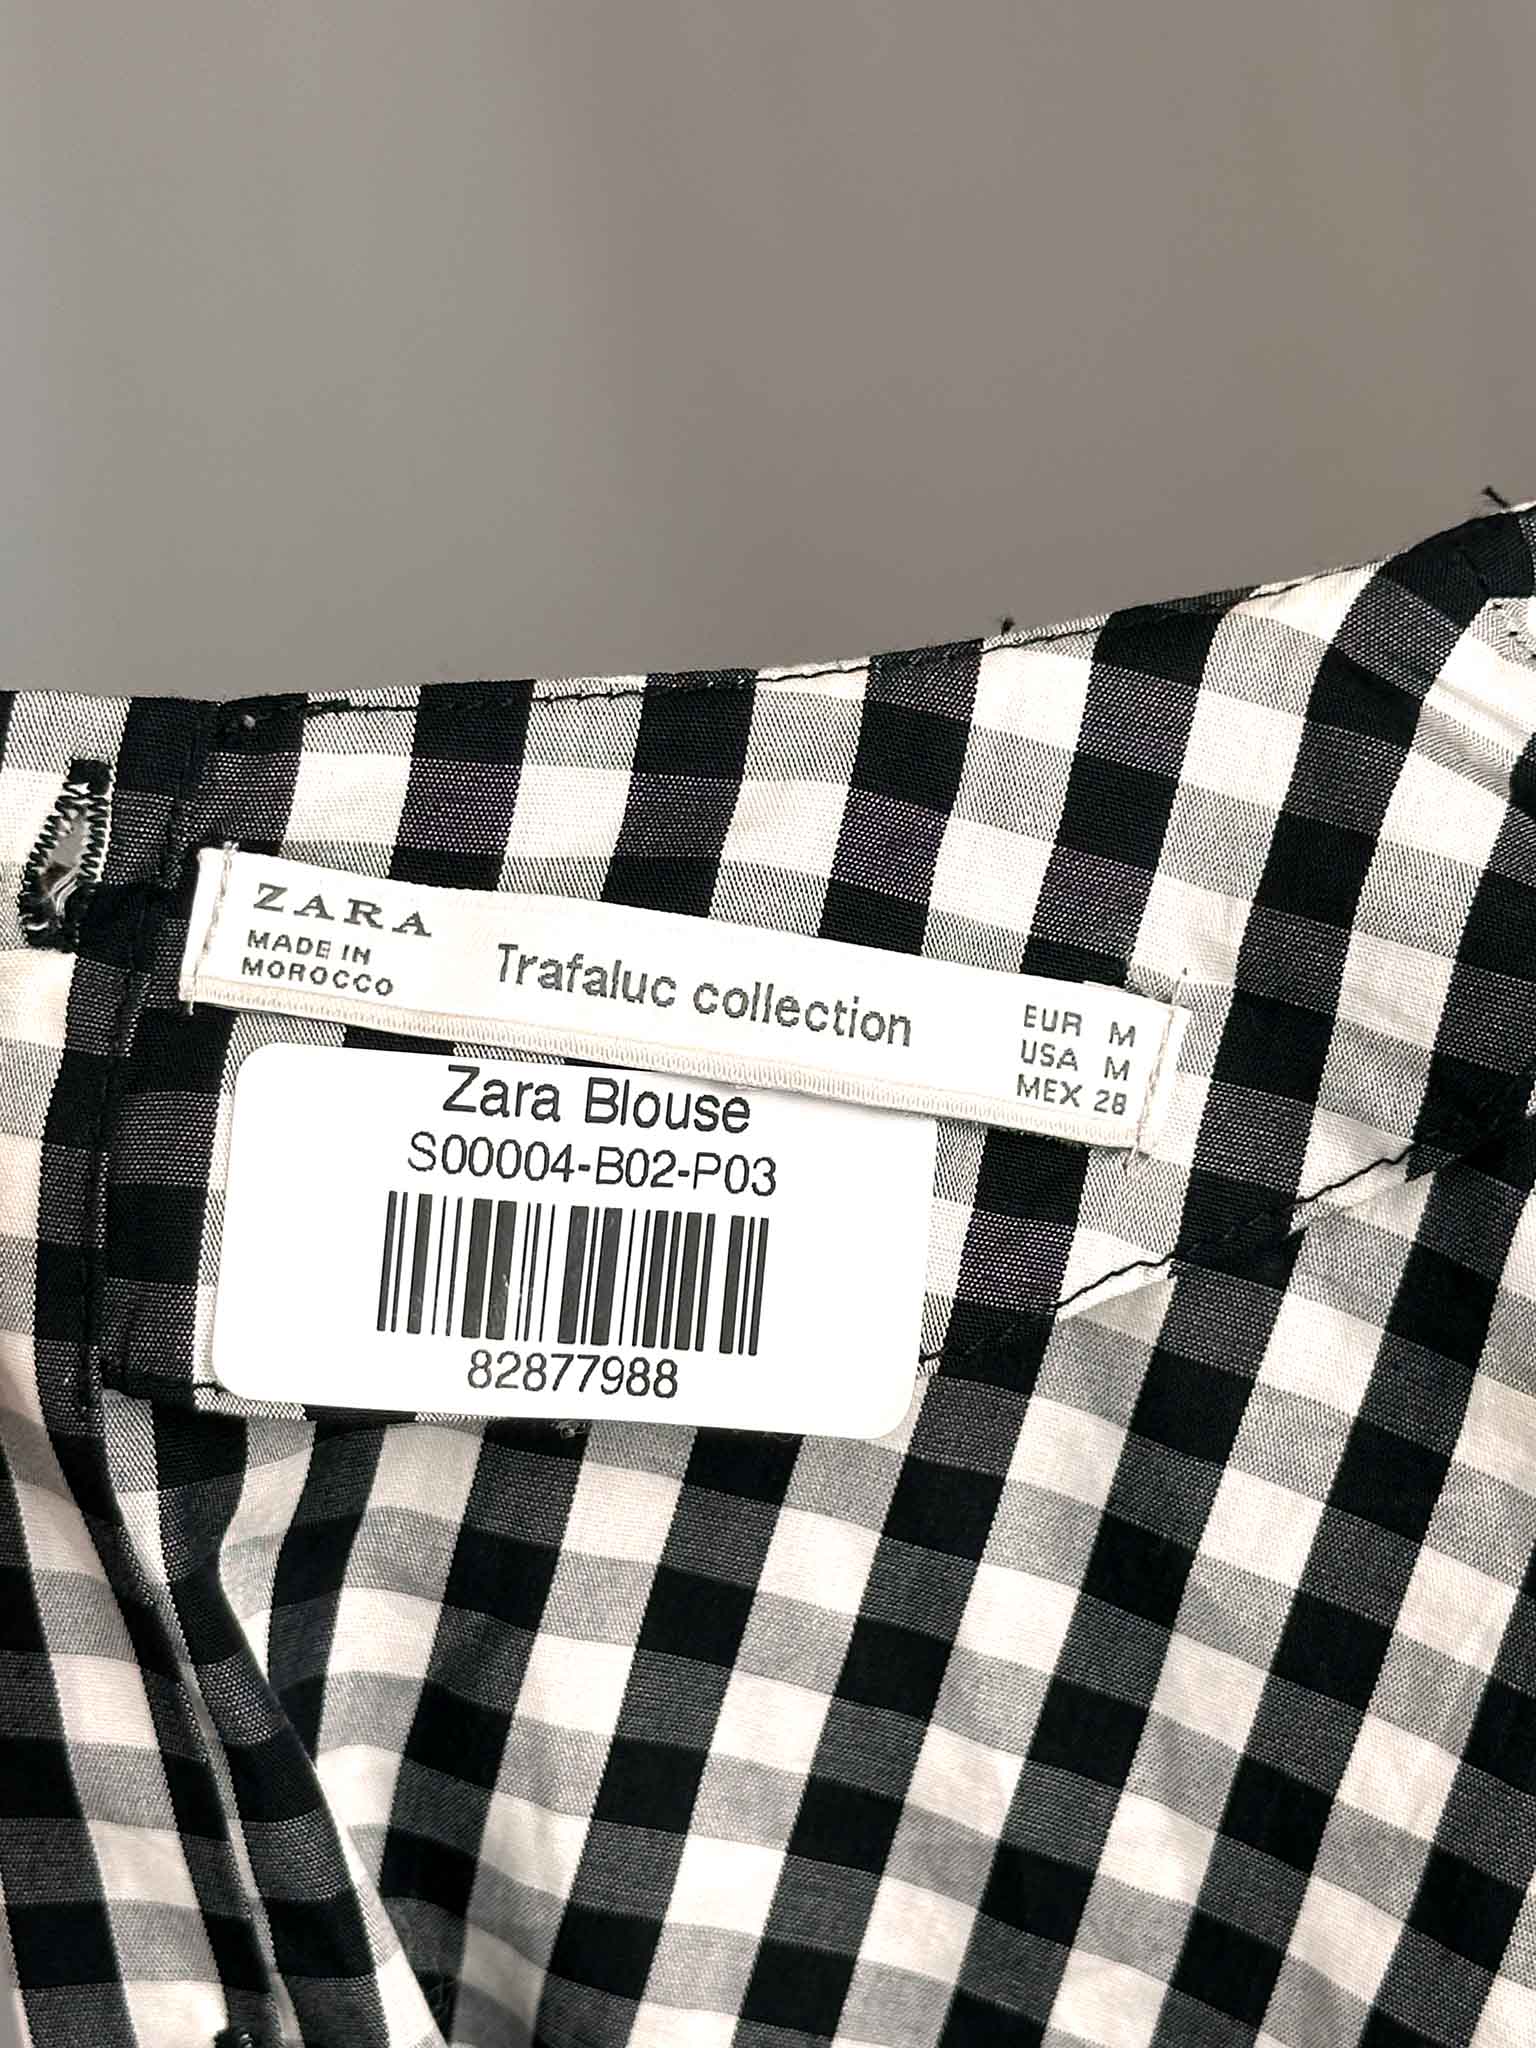 ZARA
MADE IN
MOROCCO
Trafaluc collection
EUR M
USA M
MEX 28
Zara Blouse
S00004-B02-P03
82877988